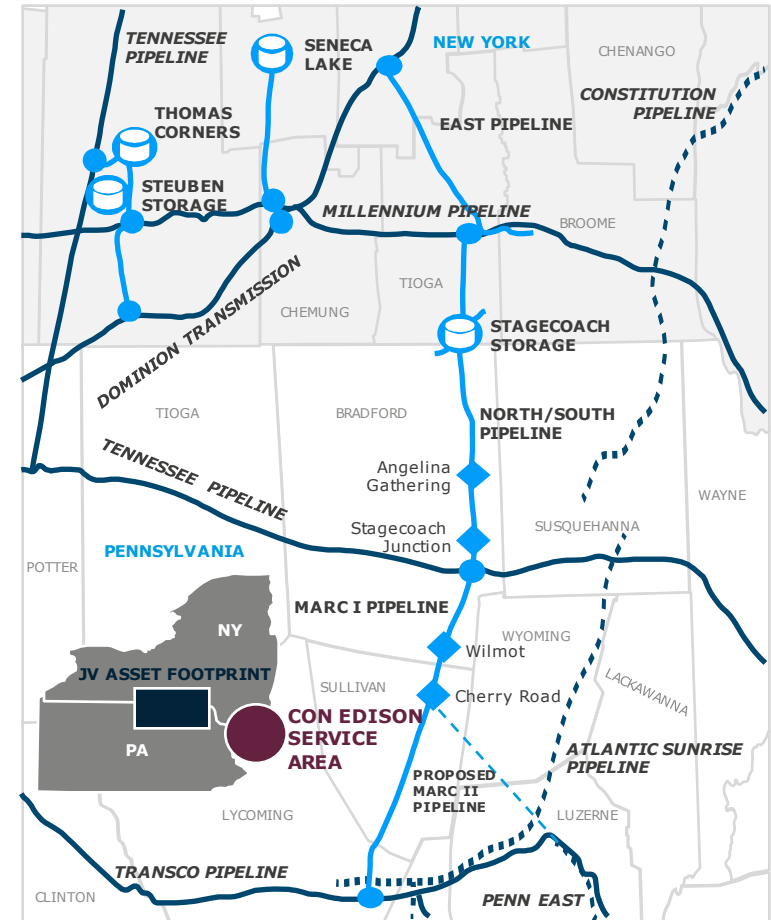 TENNESSEE
PIPELINE
SENECA
LAKE
NEW YORK
CHENANGO
CONSTITUTION
PIPELINE
THOMAS
CORNERS
EAST PIPELINE
STEUBEN
STORAGE
MILLENNIUM PIPELINE
BROOME
TIOGA
DOMINION TRANSMISSION
CHEMUNG
STAGECOACH
STORAGE
TIOGA
BRADFORD
NORTH/SOUTH
PIPELINE
TENNESSEE PIPELINE
Angelina
Gathering
WAYNE
Stagecoach
Junction
SUSQUEHANNA
PENNSYLVANIA
POTTER
MARC I PIPELINE
NY
WYOMING
Wilmot
JV ASSET FOOTPRINT
SULLIVAN
LACKAWANNA
Cherry Road
CON EDISON
SERVICE
AREA
PA
ATLANTIC SUNRISE
PIPELINE
PROPOSED
MARC II
PIPELINE
LYCOMING
LUZERNE
TRANSCO PIPELINE
CLINTON
PENN EAST